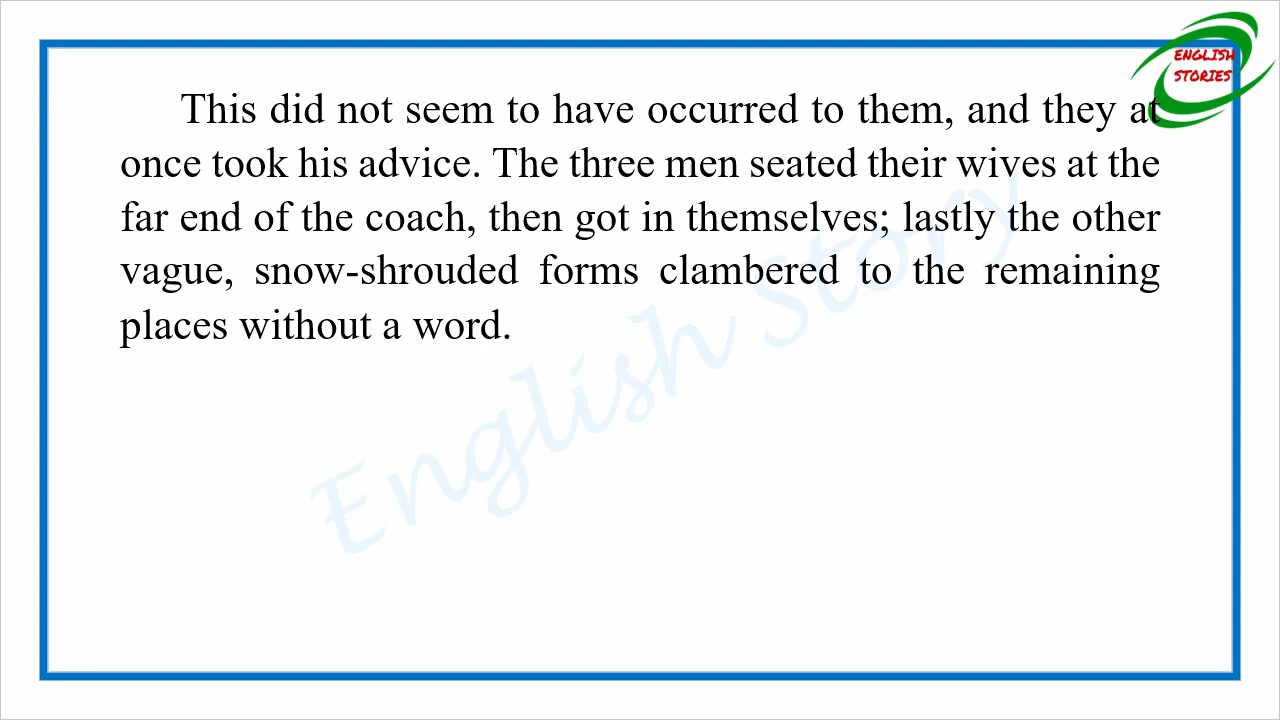 ENGLISH
STORIES
This did not seem to have occurred to them, and they at
once took his advice. The three men seated their wives at the
far end of the coach, then got in themselves; lastly the other
vague, snow-shrouded forms clambered to the remaining
places without a word.
English Story